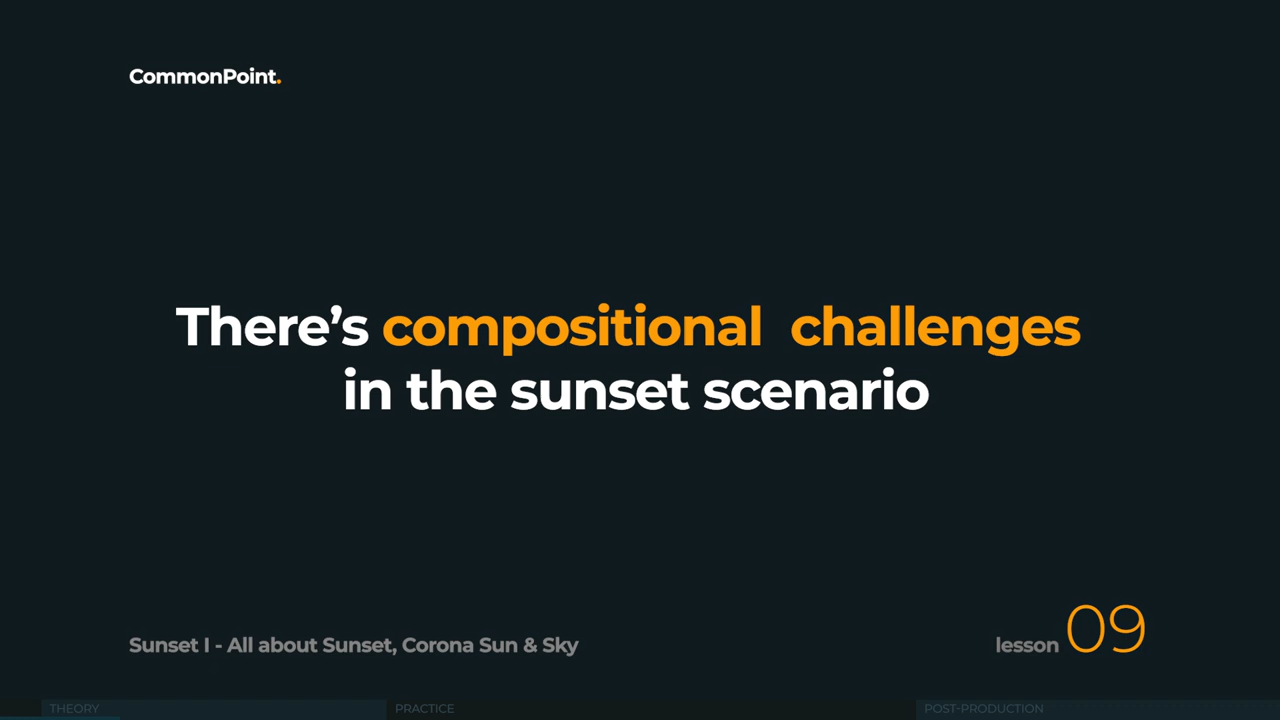 CommonPoint.
There’s compositional  challenges
in the sunset scenario
Sunset I - All about Sunset, Corona Sun & Sky
lesson 09
THEORY
PRACTICE
POST-PRODUCTION